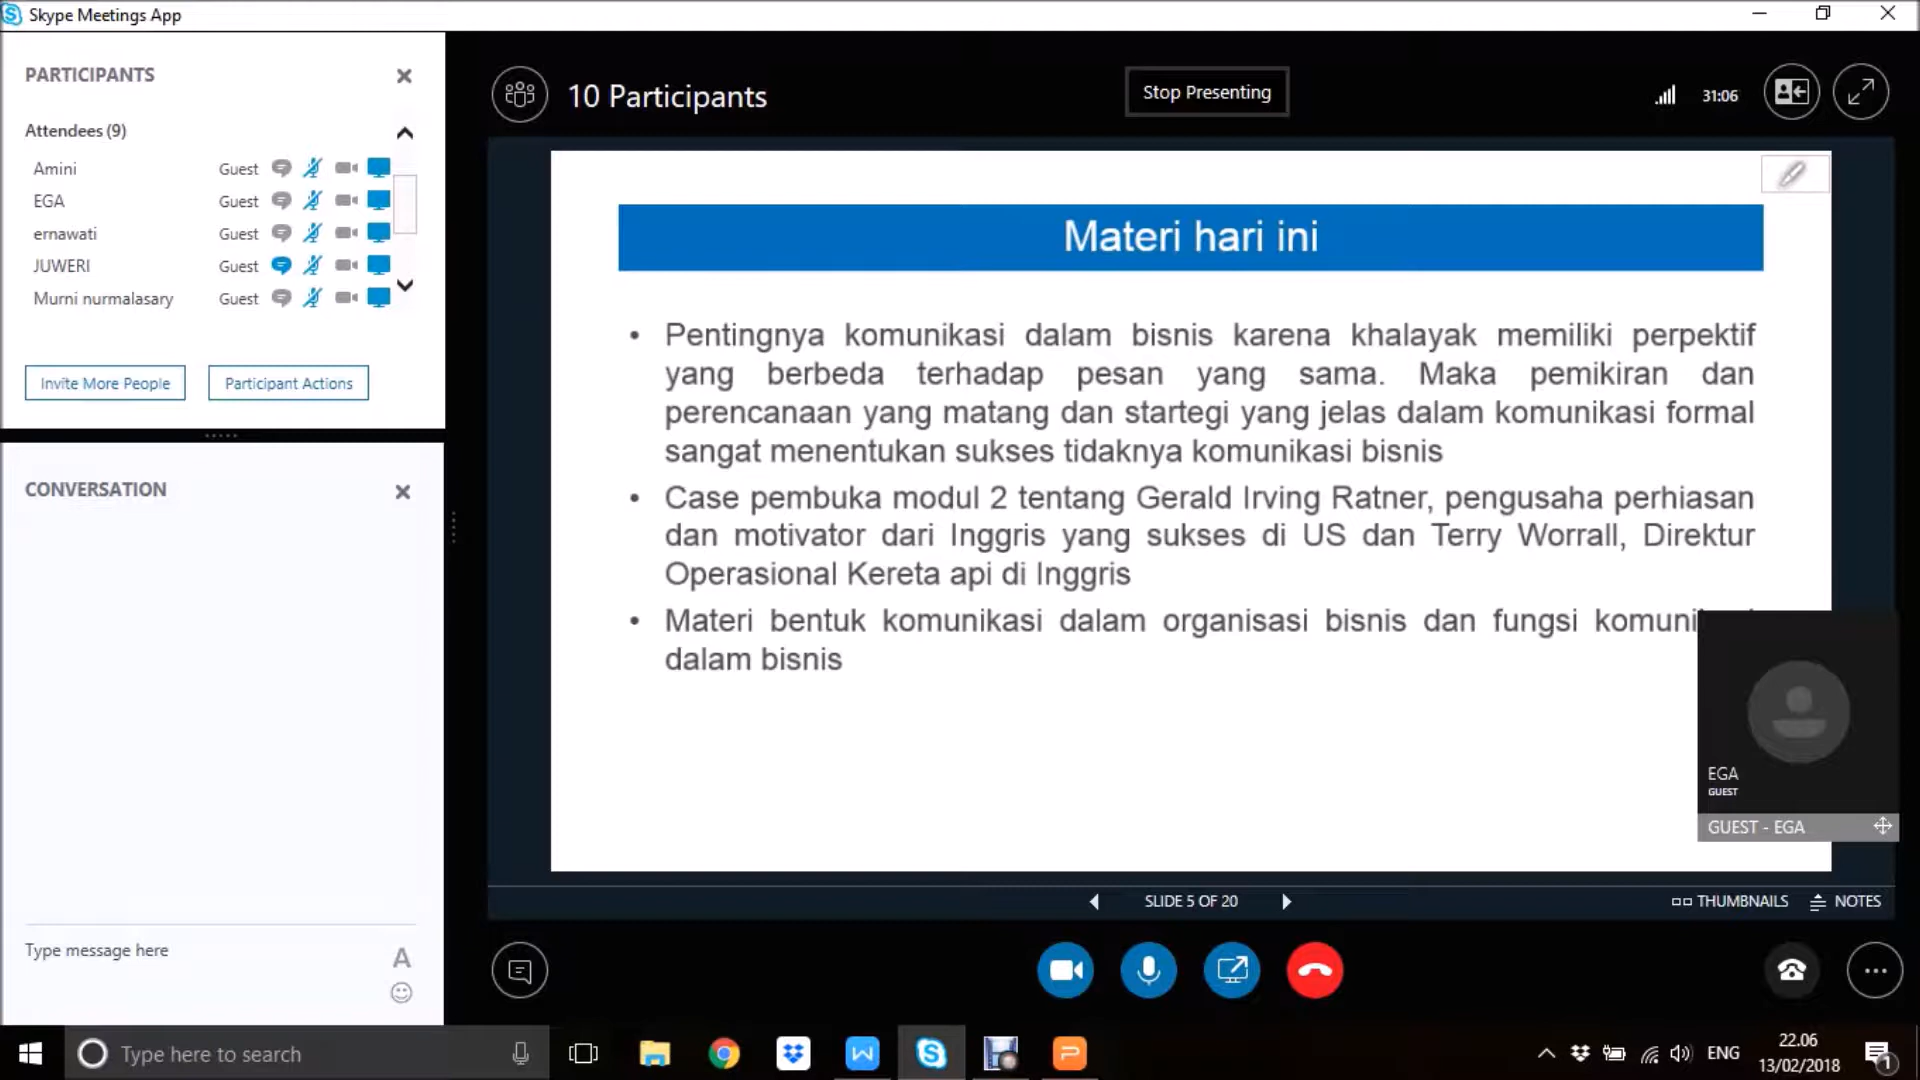 Skype Meetings App
PARTICIPANTS
Attendees (9)
Amini Guest
EGA Guest
ernawati Guest
JUWERI Guest
Murni nurmalasary Guest
Invite More People
Participant Actions
CONVERSATION
Type message here
A
10 Participants
Stop Presenting
31:06
Materi hari ini
• Pentingnya komunikasi dalam bisnis karena khalayak memiliki perpektif
yang berbeda terhadap pesan yang sama. Maka pemikiran dan
perencanaan yang matang dan startegi yang jelas dalam komunikasi formal
sangat menentukan sukses tidaknya komunikasi bisnis
• Case pembuka modul 2 tentang Gerald Irving Ratner, pengusaha perhiasan
dan motivator dari Inggris yang sukses di US dan Terry Worrall, Direktur
Operasional Kereta api di Inggris
• Materi bentuk komunikasi dalam organisasi bisnis dan fungsi
dalam bisnis
EGA
GUEST
GUEST - EGA
SLIDE 5 OF 20
THUMBNAILS
NOTES
Type here to search
ENG
22.06
13/02/2018
1